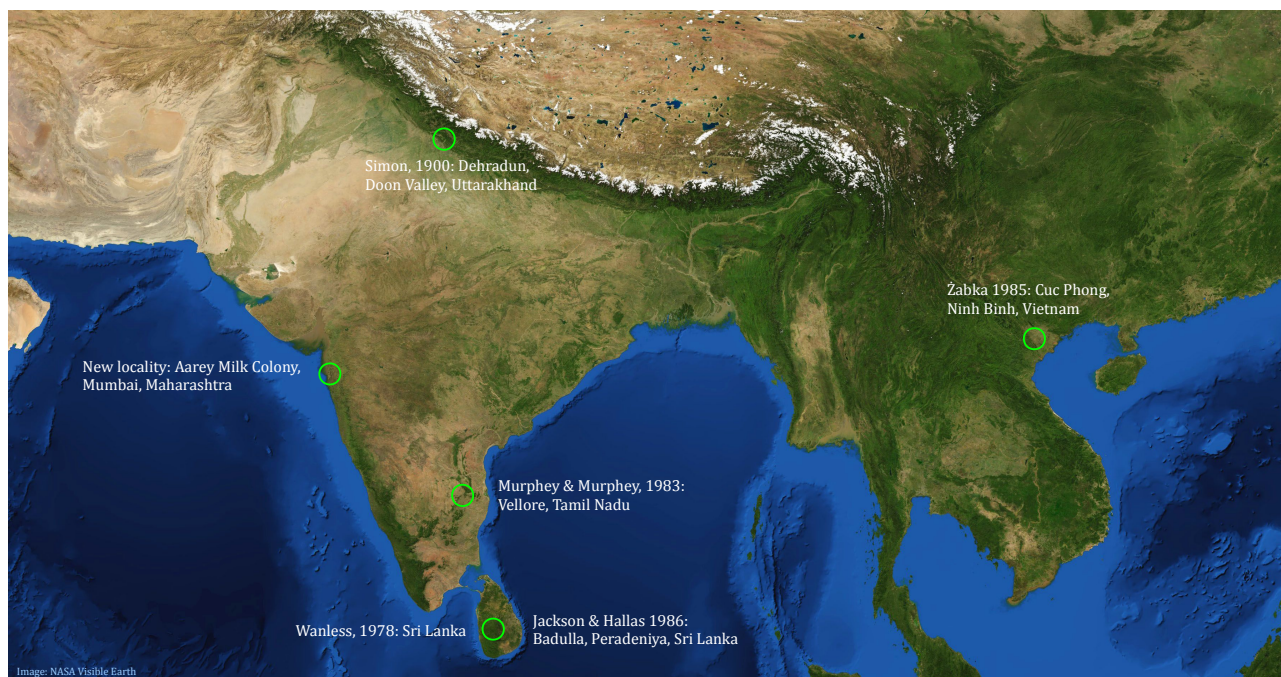 Simon, 1900: Dehradun,
Doon Valley, Uttarakhand
Żabka 1985: Cuc Phong,
Ninh Binh, Vietnam
New locality: Aarey Milk Colony,
Mumbai, Maharashtra
Murphey & Murphey, 1983:
Vellore, Tamil Nadu
Wanless, 1978: Sri Lanka
Jackson & Hallas 1986:
Badulla, Peradeniya, Sri Lanka
Image: NASA Visible Earth